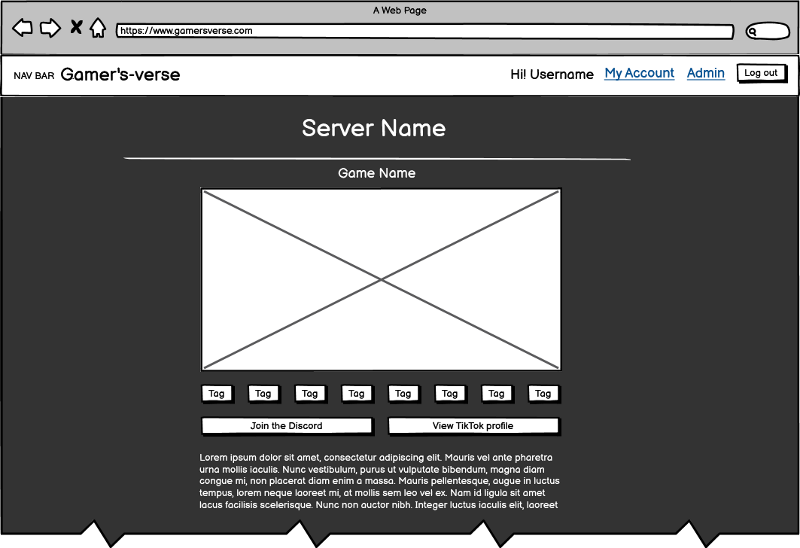 A Web Page
https://www.gamersverse.com
NAV BAR Gamer's-verse Hi! Username My Account Admin Log out
Server Name
Game Name
Tag Tag Tag Tag Tag Tag Tag Tag
Join the Discord View TikTok profile
Lorem ipsum dolor sit amet, consectetur adipiscing elit. Mauris vel ante pharetra
urna mollis iaculis. Nunc vestibulum, purus ut vulputate bibendum, magna diam
congue mi, non placerat diam enim a massa. Mauris pellentesque, augue in luctus
tempus, lorem neque laoreet mi, at mollis sem leo vel ex. Nam id ligula sit amet
lacus facilisis scelerisque. Nunc non auctor nibh. Integer luctus iaculis elit, laoreet